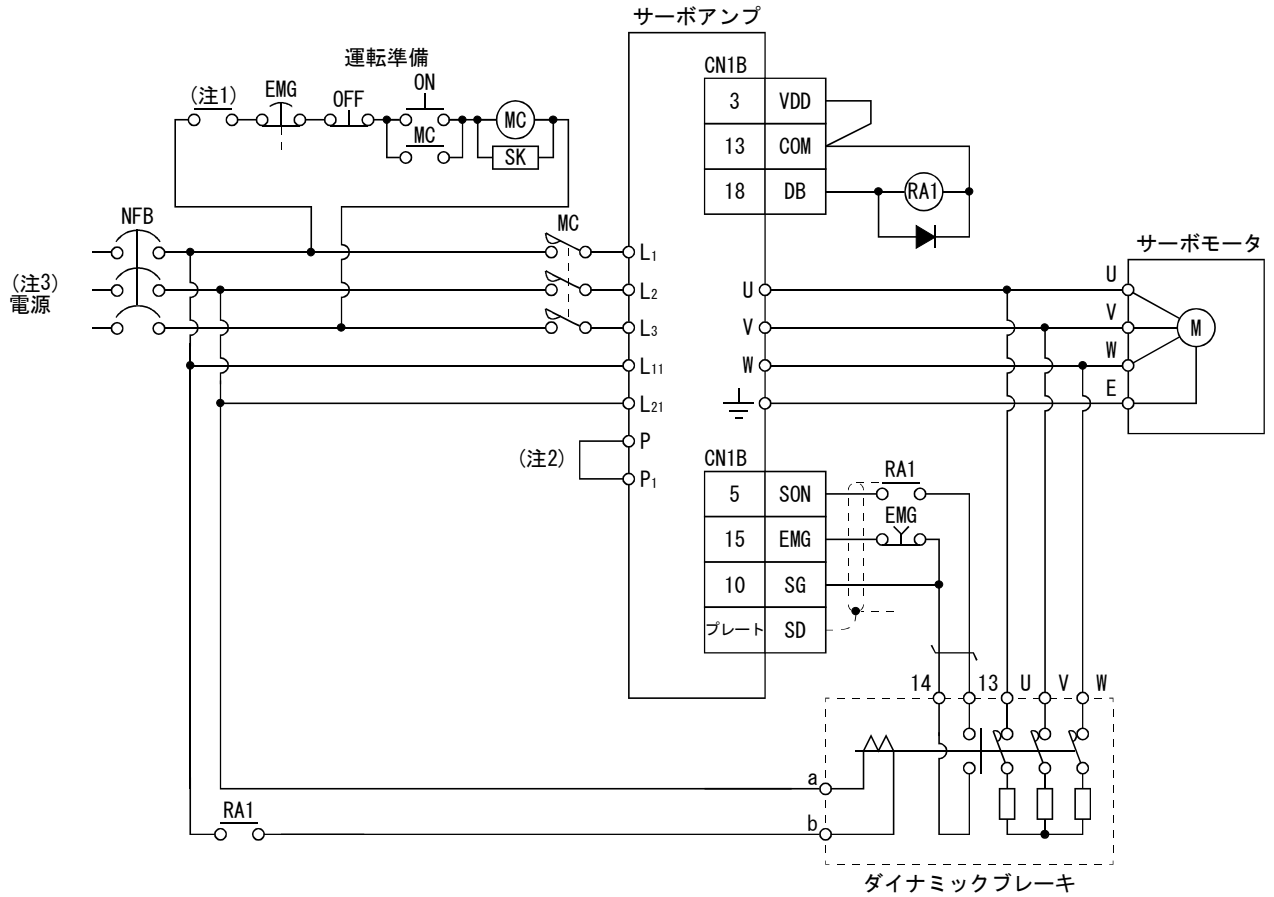 サーボアンプ
運転準備
(注1)
EMG
OFF
ON
MC
MC
SK
CN1B
3 VDD
13 COM
18 DB
RA1
NFB
MC
(注3)
電源
L1
L2
L3
L11
L21
P
P1
(注2)
U
V
W
サーボモータ
U
V
W
E
M
CN1B
5 SON
15 EMG
10 SG
プレート SD
RA1
EMG
14 13 U V W
a
b
RA1
ダイナミックブレーキ